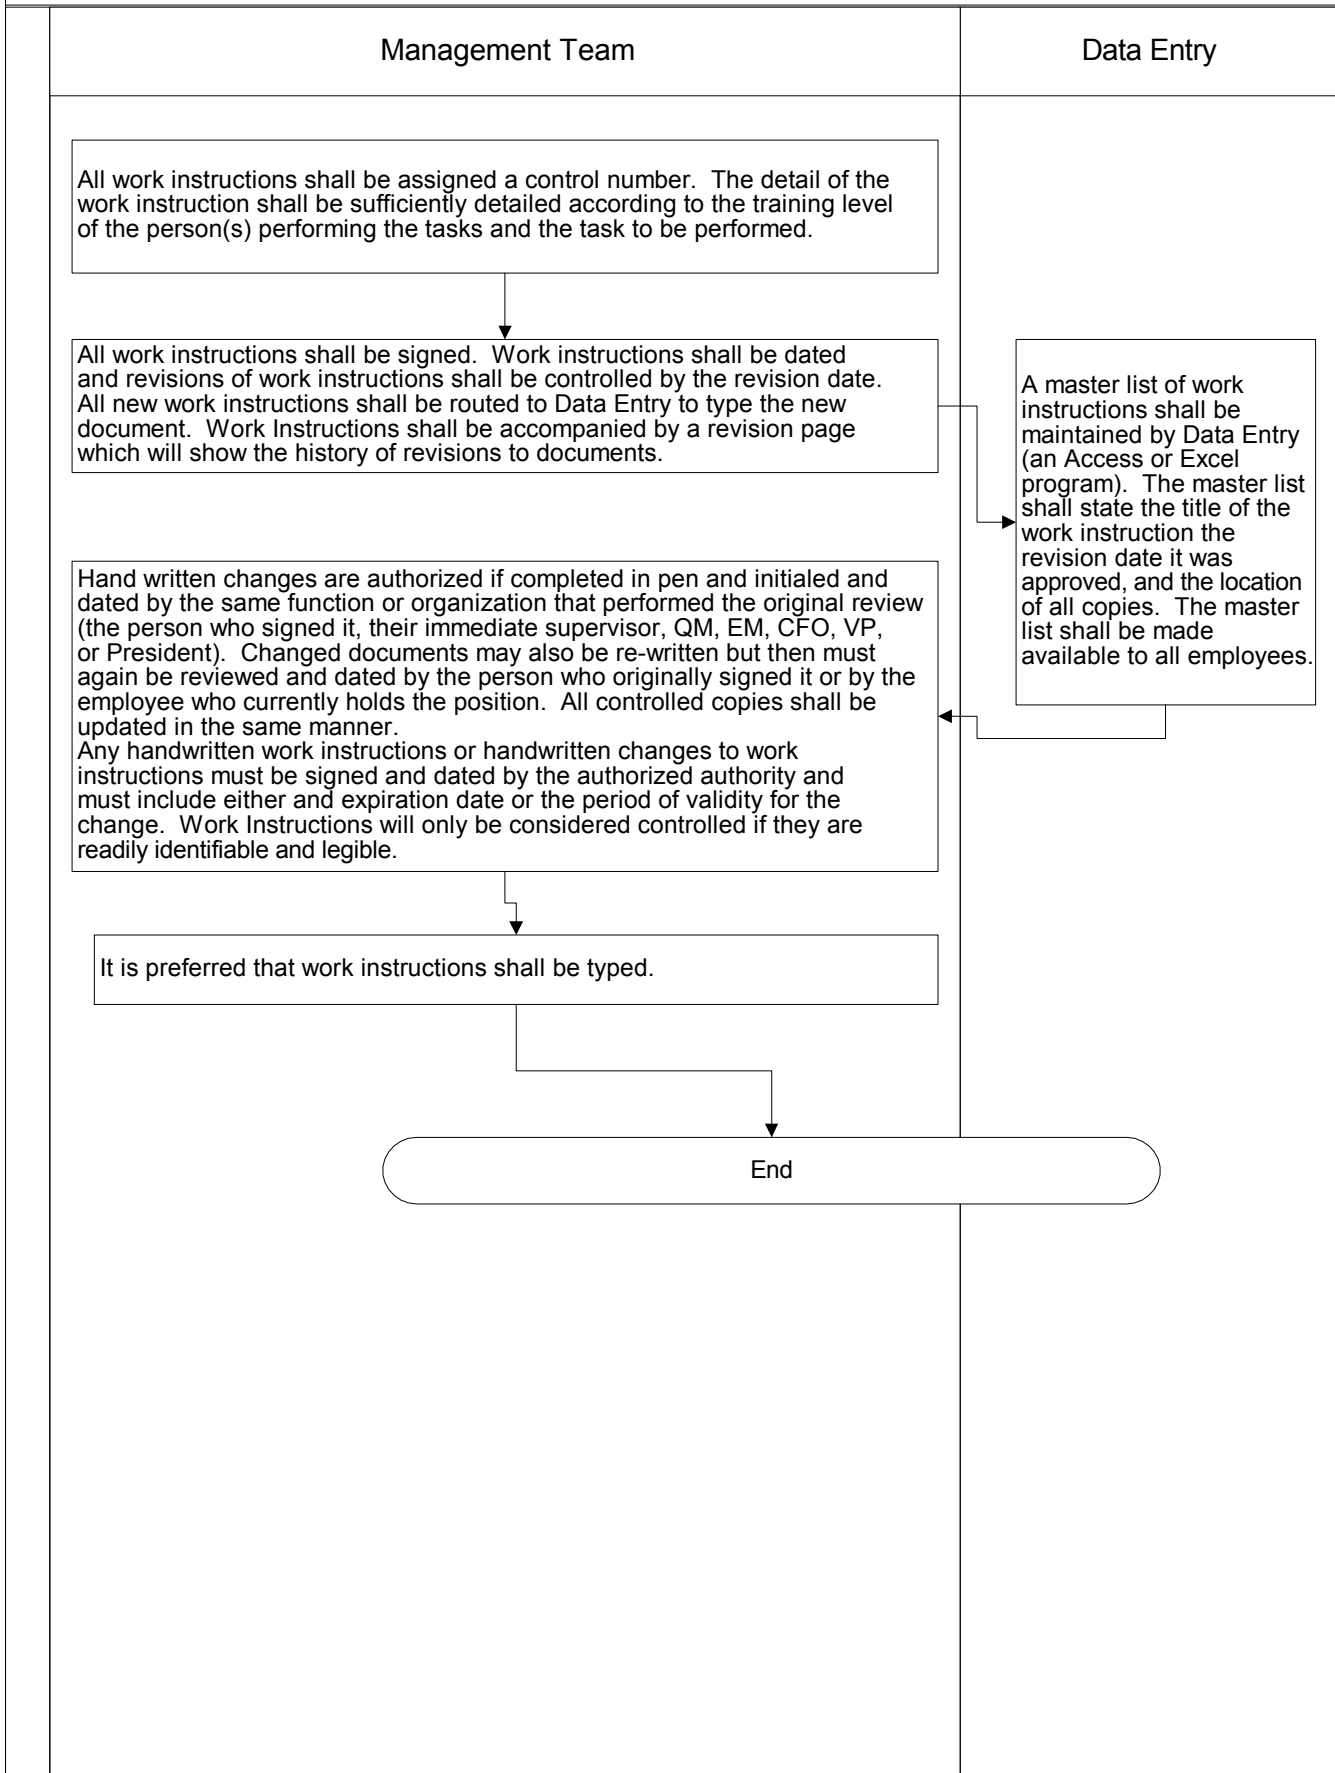 Management Team
Data Entry
All work instructions shall be assigned a control number.  The detail of the
work instruction shall be sufficiently detailed according to the training level
of the person(s) performing the tasks and the task to be performed.
All work instructions shall be signed.  Work instructions shall be dated
and revisions of work instructions shall be controlled by the revision date.
All new work instructions shall be routed to Data Entry to type the new
document.  Work Instructions shall be accompanied by a revision page
which will show the history of revisions to documents.
A master list of work
instructions shall be
maintained by Data Entry
(an Access or Excel
program).  The master list
shall state the title of the
work instruction the
revision date it was
approved, and the location
of all copies.  The master
list shall be made
available to all employees.
Hand written changes are authorized if completed in pen and initialed and
dated by the same function or organization that performed the original review
(the person who signed it, their immediate supervisor, QM, EM, CFO, VP,
or President).  Changed documents may also be re-written but then must
again be reviewed and dated by the person who originally signed it or by the
employee who currently holds the position.  All controlled copies shall be
updated in the same manner.
Any handwritten work instructions or handwritten changes to work
instructions must be signed and dated by the authorized authority and
must include either and expiration date or the period of validity for the
change.  Work Instructions will only be considered controlled if they are
readily identifiable and legible.
It is preferred that work instructions shall be typed.
End